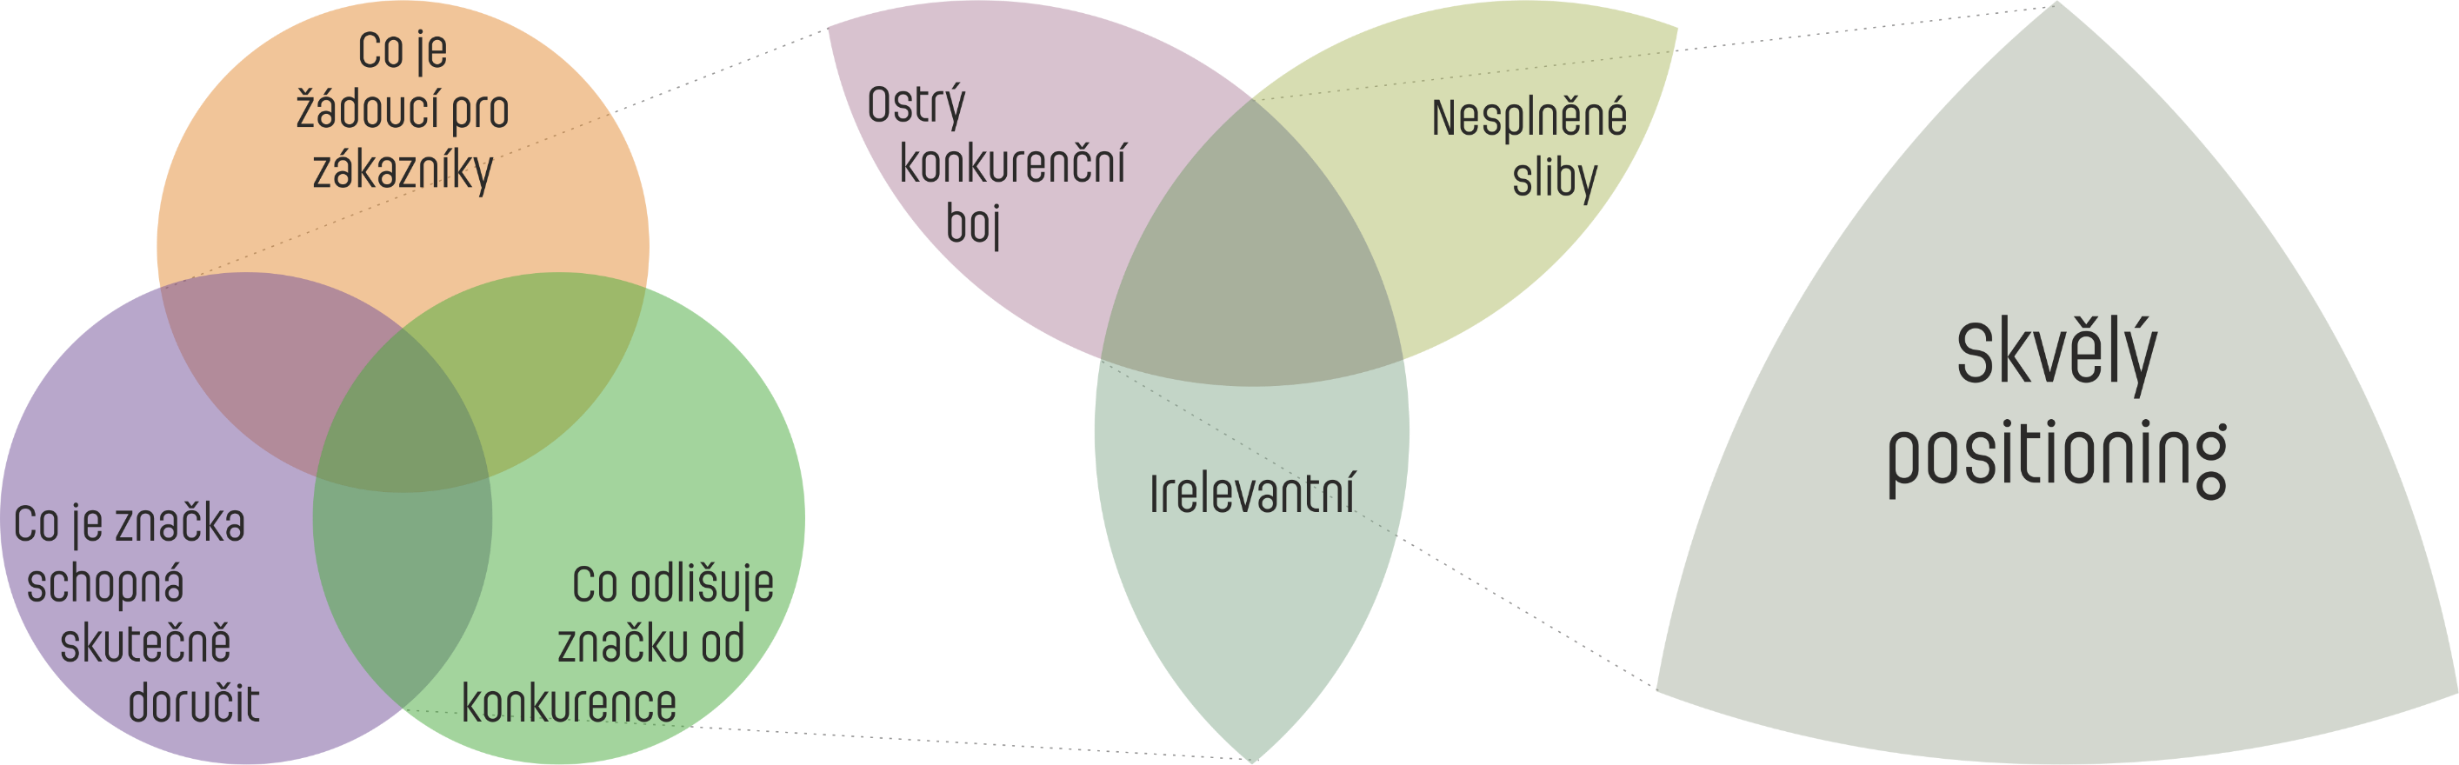 Co je
žádoucí pro
zákazníky
Co je značka
schopná
skutečně
doručit
Co odlišuje
značku od
konkurence
Ostrý
konkurenční
boj
Nesplněné
sliby
Irelevantní
Skvělý
positioning